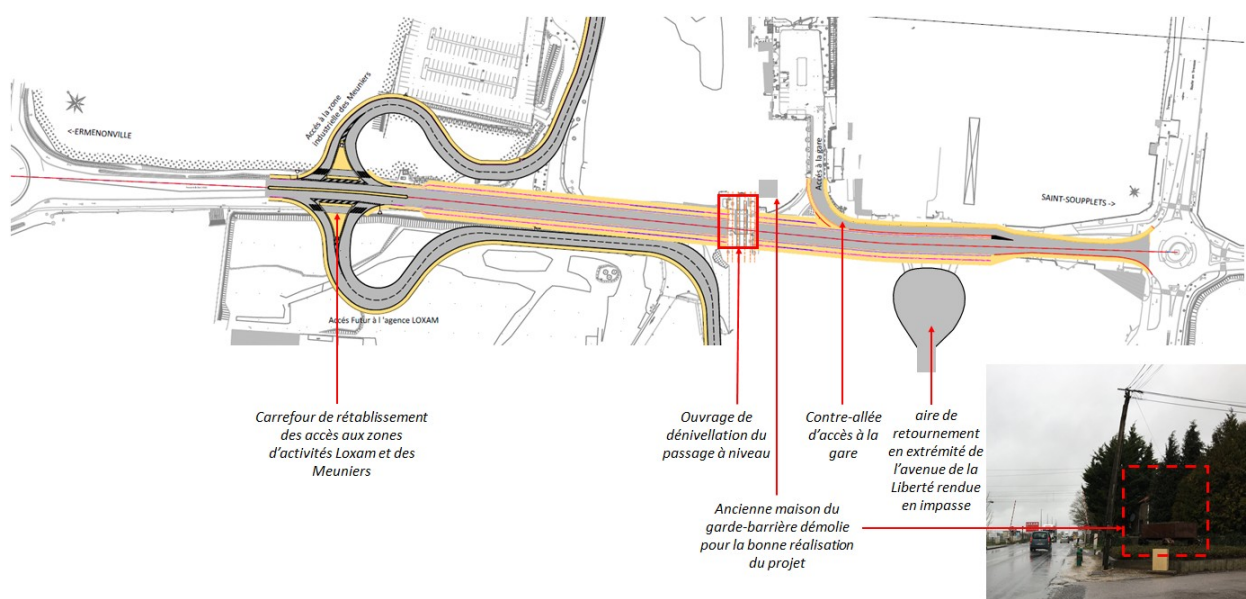 <-ERMENONVILLE
Accés à la zone
industrielle des Meuniers
Accés à la gare
SAINT-SOUPPLETS ->
Accés Futur à l 'agence LOXAM
Carrefour de rétablissement
des accès aux zones
d'activités Loxam et des
Meuniers
Ouvrage de
dénivellation du
passage à niveau
Contre-allée
d'accès à la
gare
aire de
retournement
en extrémité de
l'avenue de la
Liberté rendue
en impasse
Ancienne maison du
garde-barrière démolie
pour la bonne réalisation
du projet